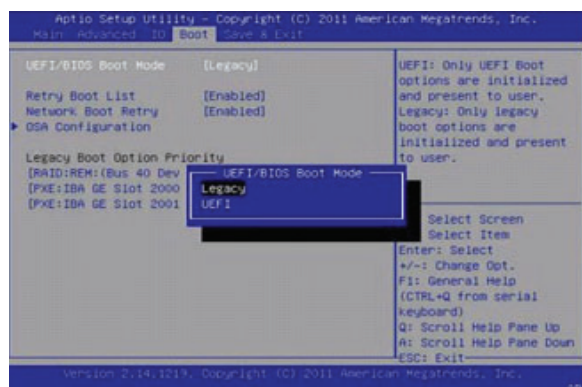 Aptio Setup Utility - Copyright (C) 2011 American Megatrends, Inc.
Main Advanced IO Boot Save & Exit
UEFI/BIOS Boot Mode [Legacy]
Retry Boot List [Enabled]
Network Boot Retry [Enabled]
OSA Configuration
Legacy Boot Option Priority
[RAID:REM:(Bus 40 Dev
[PXE:IBA GE Slot 2000
[PXE:IBA GE Slot 2001
UEFI/BIOS Boot Mode
Legacy
UEFI
UEFI: Only UEFI Boot
options are initialized
and present to user.
Legacy: Only legacy
boot options are
initialized and present
to user.
Select Screen
Select Item
Enter: Select
+/-: Change Opt.
F1: General Help
(CTRL+Q from serial
keyboard)
Q: Scroll Help Pane Up
A: Scroll Help Pane Down
ESC: Exit
Version 2.14.1219. Copyright (C) 2011 American Megatrends, Inc.